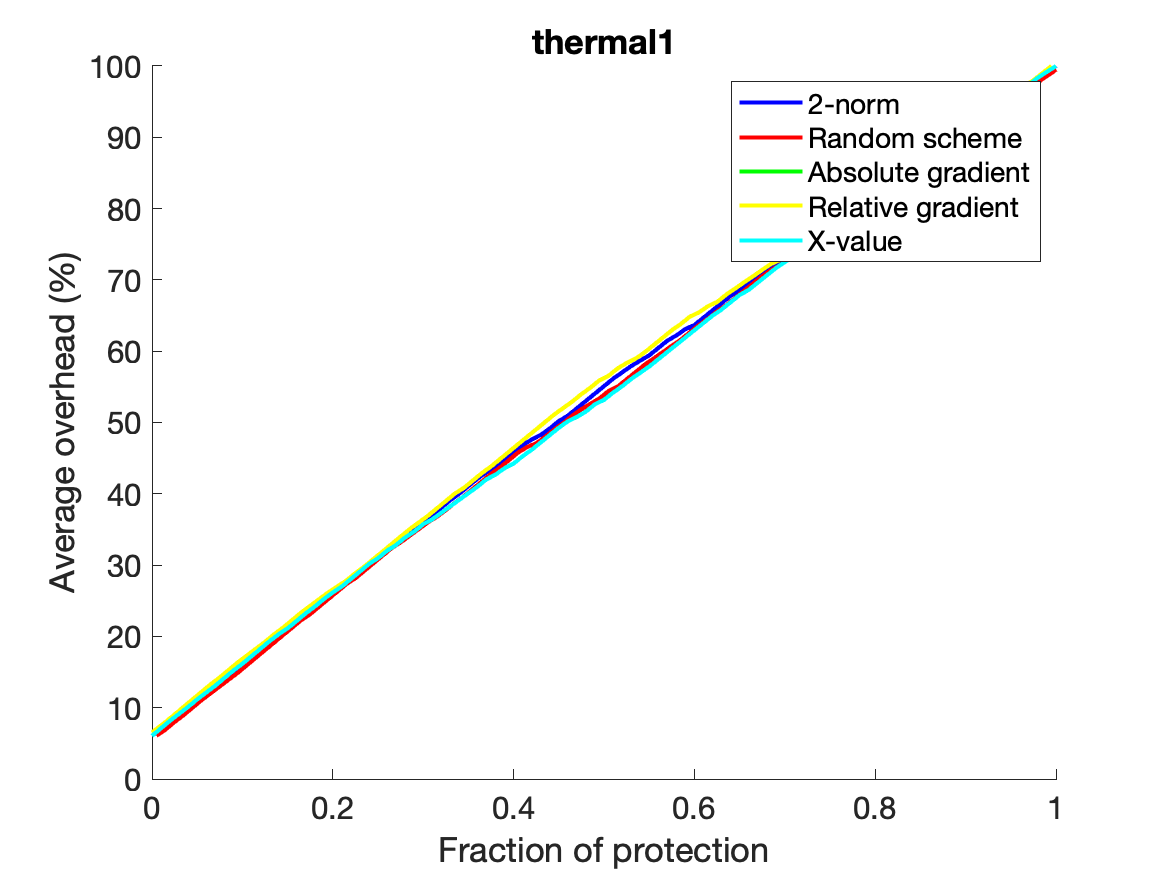 thermal1
100
90
80
70
60
50
40
30
20
10
0
Average overhead (%)
2-norm
Random scheme
Absolute gradient
Relative gradient
X-value
0 0.2 0.4 0.6 0.8 1
Fraction of protection